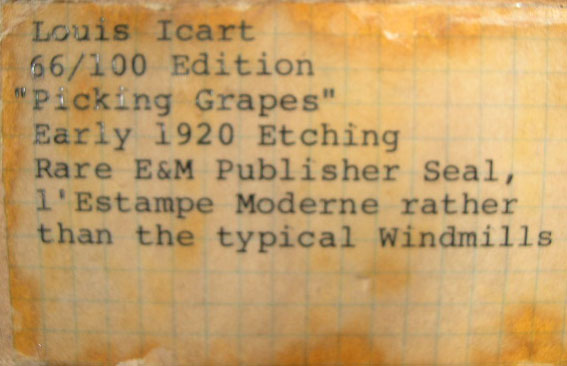 Louis Icart
66/100 Edition
"Picking Grapes"
Early 1920 Etching
Rare E&M Publisher Seal,
l'Estampe Moderne rather
than the typical Windmills